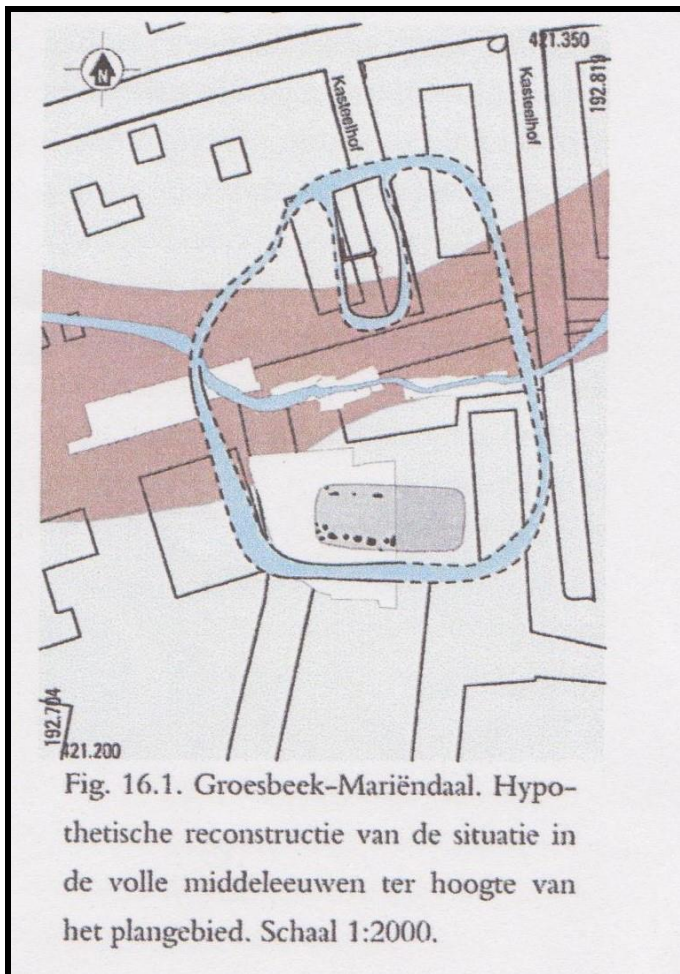 N
421.350
192.819
Kasteelhof
Kasteelhof
192.704
421.200
Fig. 16.1. Groesbeek-Mariëndaal. Hypo-
thetische reconstructie van de situatie in
de volle middeleeuwen ter hoogte van
het plangebied. Schaal 1:2000.